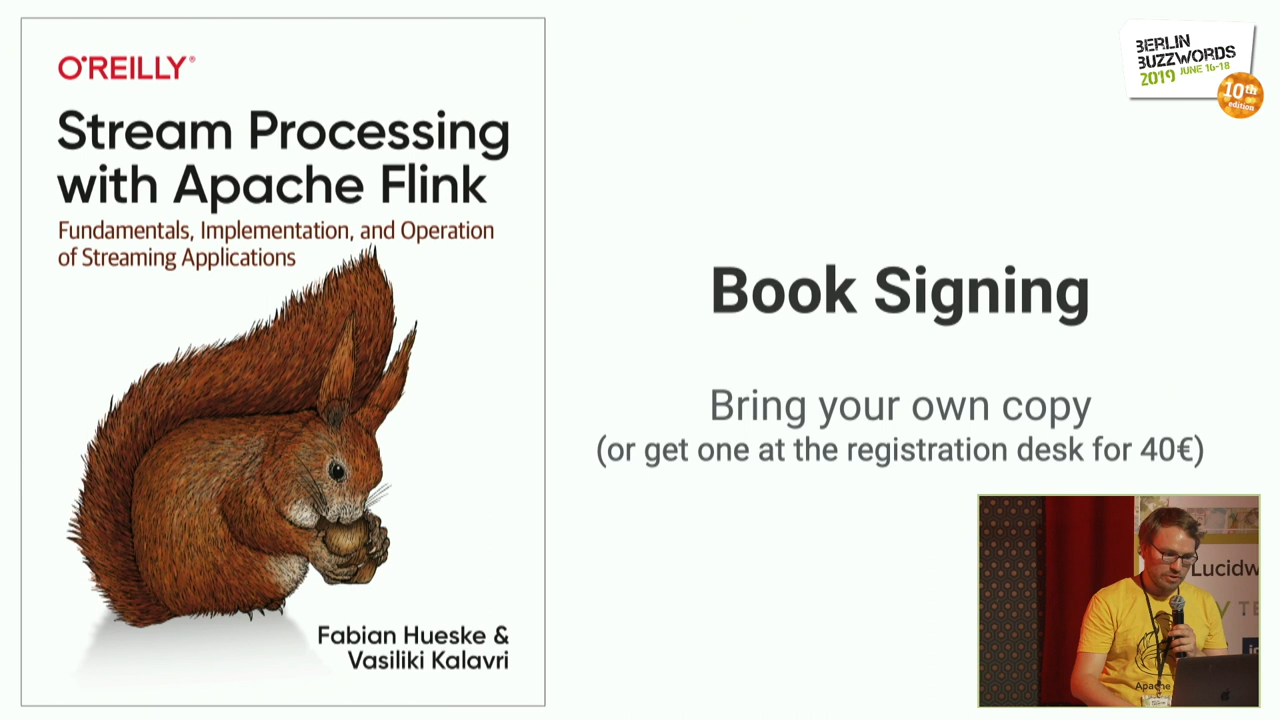 O'REILLY®
Stream Processing
with Apache Flink
Fundamentals, Implementation, and Operation
of Streaming Applications
Fabian Hueske &
Vasiliki Kalavri
BERLIN
BUZZWORDS
2019 JUNE 16-18
10th
edition
Book Signing
Bring your own copy
(or get one at the registration desk for 40€)
Lucidw
TE
Apache